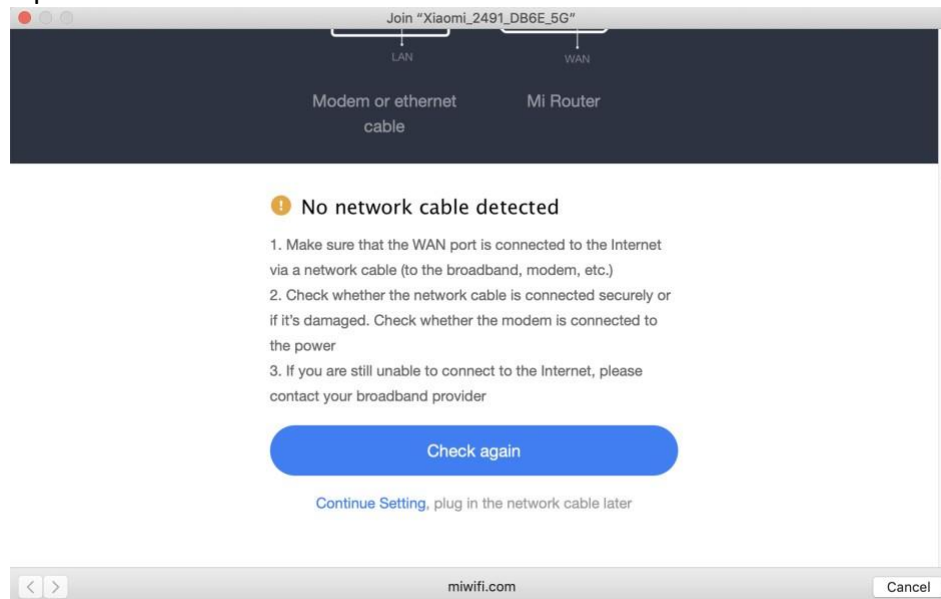 Join “Xiaomi_2491_DB6E_5G”
LAN
WAN
Modem or ethernet
cable
Mi Router
No network cable detected
1. Make sure that the WAN port is connected to the Internet
via a network cable (to the broadband, modem, etc.)
2. Check whether the network cable is connected securely or
if it’s damaged. Check whether the modem is connected to
the power
3. If you are still unable to connect to the Internet, please
contact your broadband provider
Check again
Continue Setting, plug in the network cable later
miwifi.com
Cancel